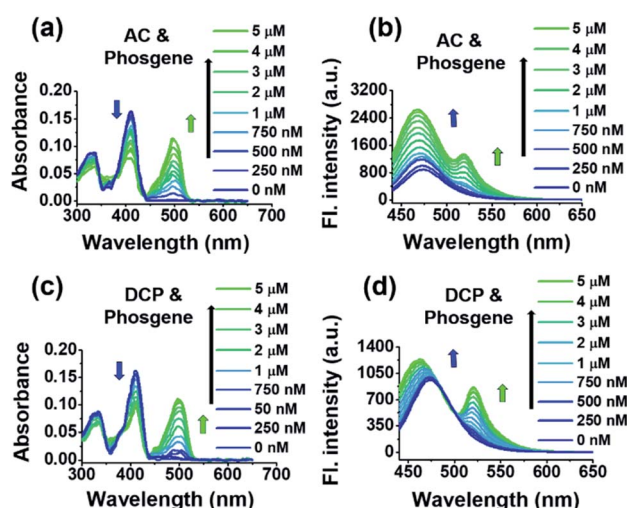 (a)
AC &
Phosgene
5 µM
4 µM
3 µM
2 µM
1 µM
750 nM
500 nM
250 nM
0 nM
Absorbance
0.20
0.15
0.10
0.05
0.00
300 400 500 600 700
Wavelength (nm)
(b)
AC &
Phosgene
5 µM
4 µM
3 µM
2 µM
1 µM
750 nM
500 nM
250 nM
0 nM
Fl. intensity (a.u.)
3200
2400
1600
800
0
450 500 550 600 650
Wavelength (nm)
(c)
DCP &
Phosgene
5 µM
4 µM
3 µM
2 µM
1 µM
750 nM
50 nM
250 nM
0 nM
Absorbance
0.20
0.15
0.10
0.05
0.00
300 400 500 600 700
Wavelength (nm)
(d)
DCP &
Phosgene
5 µM
4 µM
3 µM
2 µM
1 µM
750 nM
500 nM
250 nM
0 nM
Fl. intensity (a.u.)
1350
900
450
0
450 500 550 600 650
Wavelength (nm)